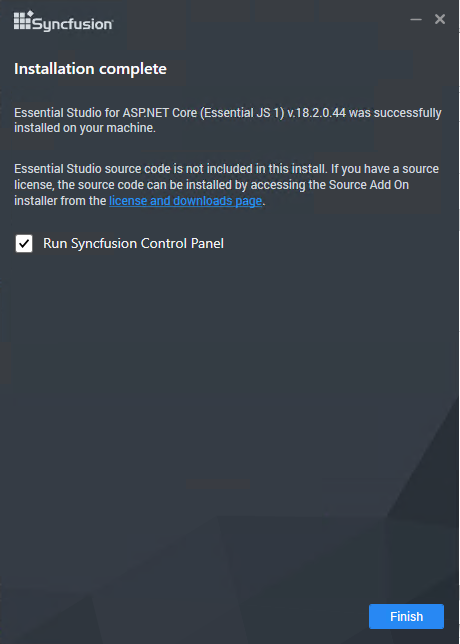 Syncfusion®
Installation complete
Essential Studio for ASP.NET Core (Essential JS 1) v.18.2.0.44 was successfully
installed on your machine.
Essential Studio source code is not included in this install. If you have a source
license, the source code can be installed by accessing the Source Add On
installer from the license and downloads page.
Run Syncfusion Control Panel
Finish